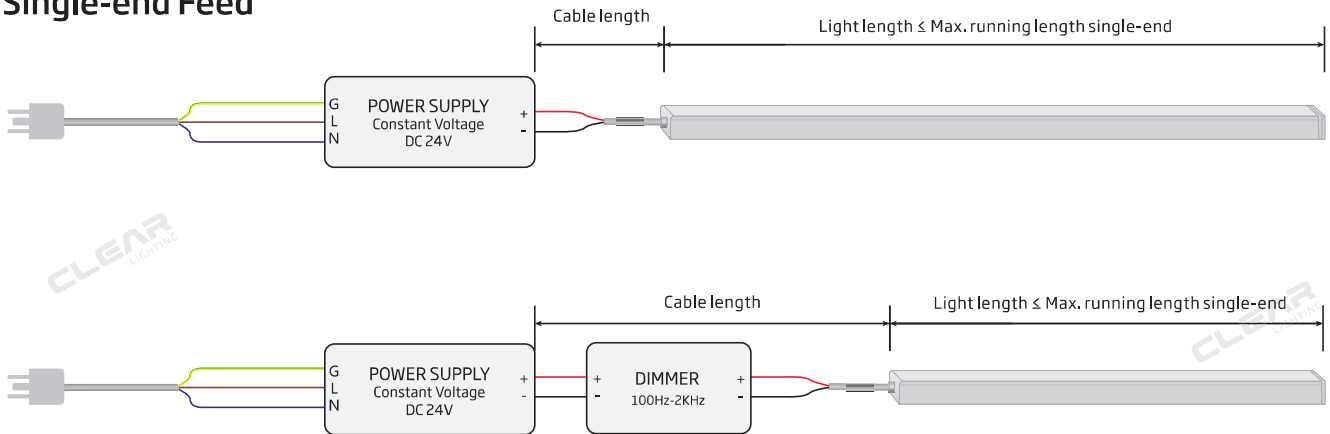 Single-end Feed
Cable length
Light length ≤ Max. running length single-end
G
L
N
POWER SUPPLY
Constant Voltage
DC 24V
+
-
CLEAR
LIGHTING
Cable length
Light length ≤ Max. running length single-end
CLEAR
LIGHTING
G
L
N
POWER SUPPLY
Constant Voltage
DC 24V
+
-
+
-
DIMMER
100Hz-2KHz
+
-